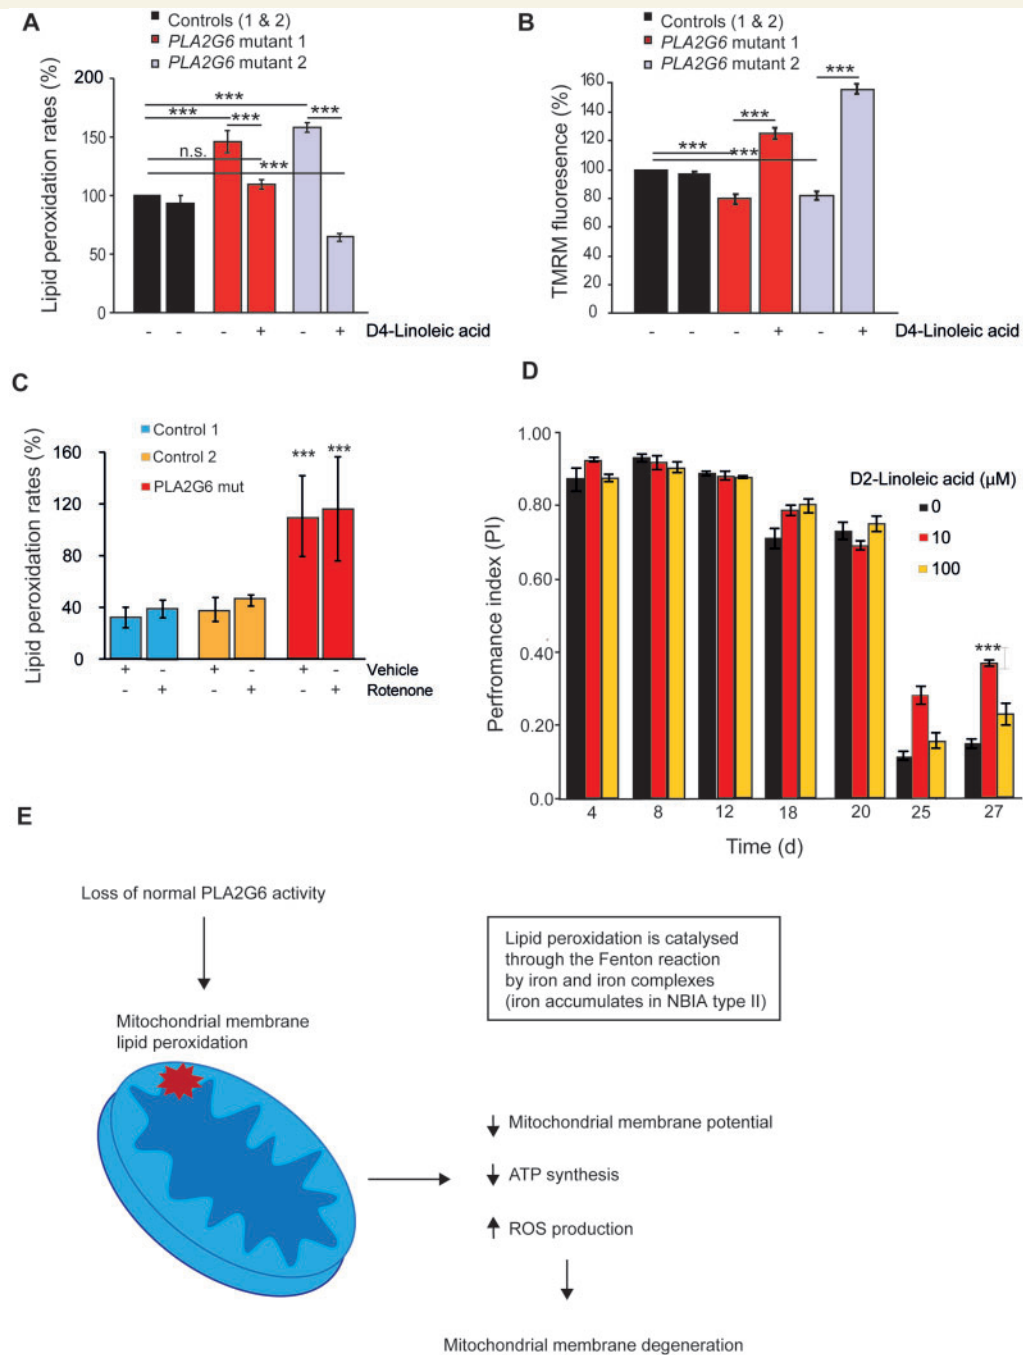 A
Controls (1 & 2)
PLA2G6 mutant 1
PLA2G6 mutant 2
Lipid peroxidation rates (%)
200
150
100
50
0
***
***
***
***
n.s.
***
- - - + - +
D4-Linoleic acid
B
Controls (1 & 2)
PLA2G6 mutant 1
PLA2G6 mutant 2
TMRM fluoresence (%)
160
140
120
100
80
60
40
20
0
***
***
***
***
- - - + - +
D4-Linoleic acid
C
Control 1
Control 2
PLA2G6 mut
Lipid peroxidation rates (%)
160
120
80
40
0
***
***
+ - + - + - Vehicle
- + - + - + Rotenone
D
Perfromance index (PI)
1.00
0.80
0.60
0.40
0.20
0.0
D2-Linoleic acid (µM)
0
10
100
***
4 8 12 18 20 25 27
Time (d)
E
Loss of normal PLA2G6 activity
Lipid peroxidation is catalysed
through the Fenton reaction
by iron and iron complexes
(iron accumulates in NBIA type II)
Mitochondrial membrane
lipid peroxidation
Mitochondrial membrane potential
ATP synthesis
ROS production
Mitochondrial membrane degeneration